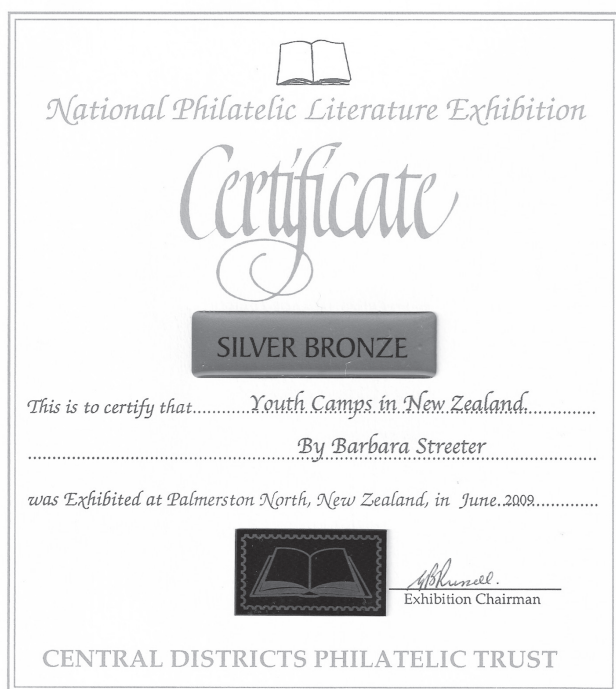 National Philatelic Literature Exhibition
Certificate
SILVER BRONZE
This is to certify that..........Youth Camps in New Zealand.............
By Barbara Streeter
was Exhibited at Palmerston North, New Zealand, in June..2009.............
Exhibition Chairman
CENTRAL DISTRICTS PHILATELIC TRUST